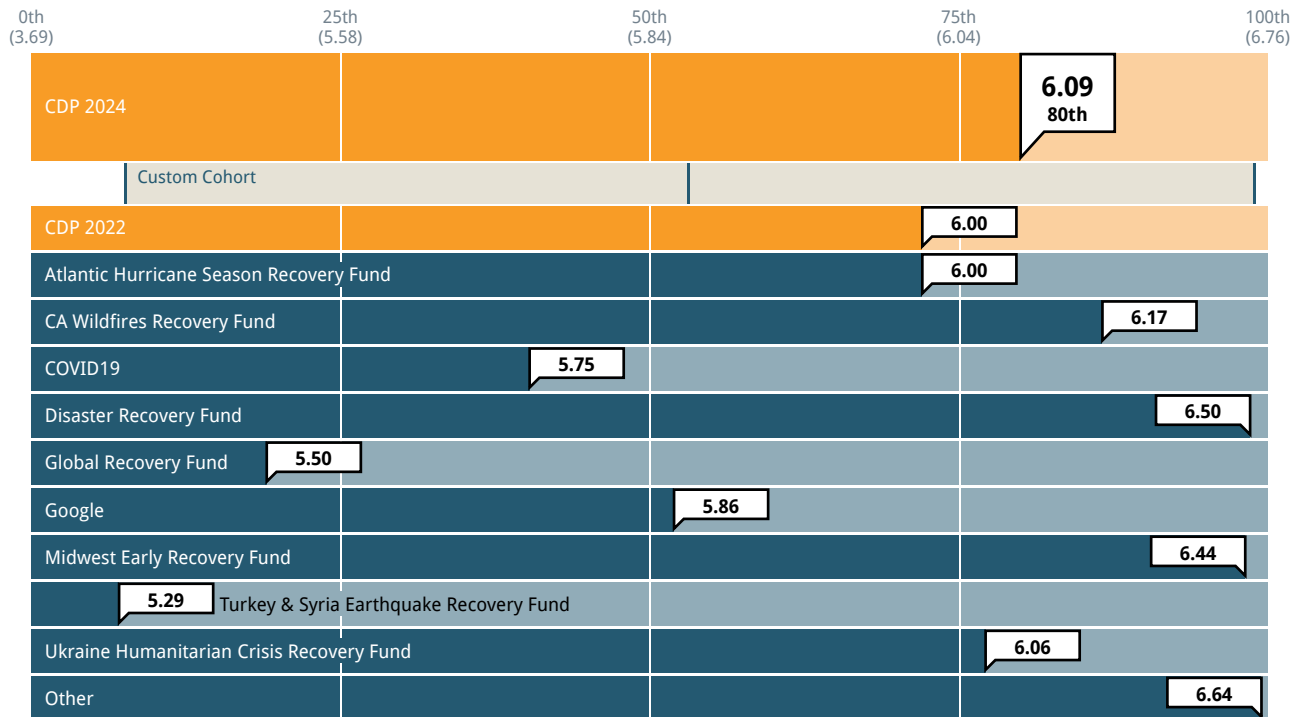 0th 25th 50th 75th 100th
(3.69) (5.58) (5.84) (6.04) (6.76)
CDP 2024
6.09
80th
Custom Cohort
CDP 2022 6.00
Atlantic Hurricane Season Recovery Fund 6.00
CA Wildfires Recovery Fund 6.17
COVID19 5.75
Disaster Recovery Fund 6.50
Global Recovery Fund 5.50
Google 5.86
Midwest Early Recovery Fund 6.44
5.29 Turkey & Syria Earthquake Recovery Fund
Ukraine Humanitarian Crisis Recovery Fund 6.06
Other 6.64